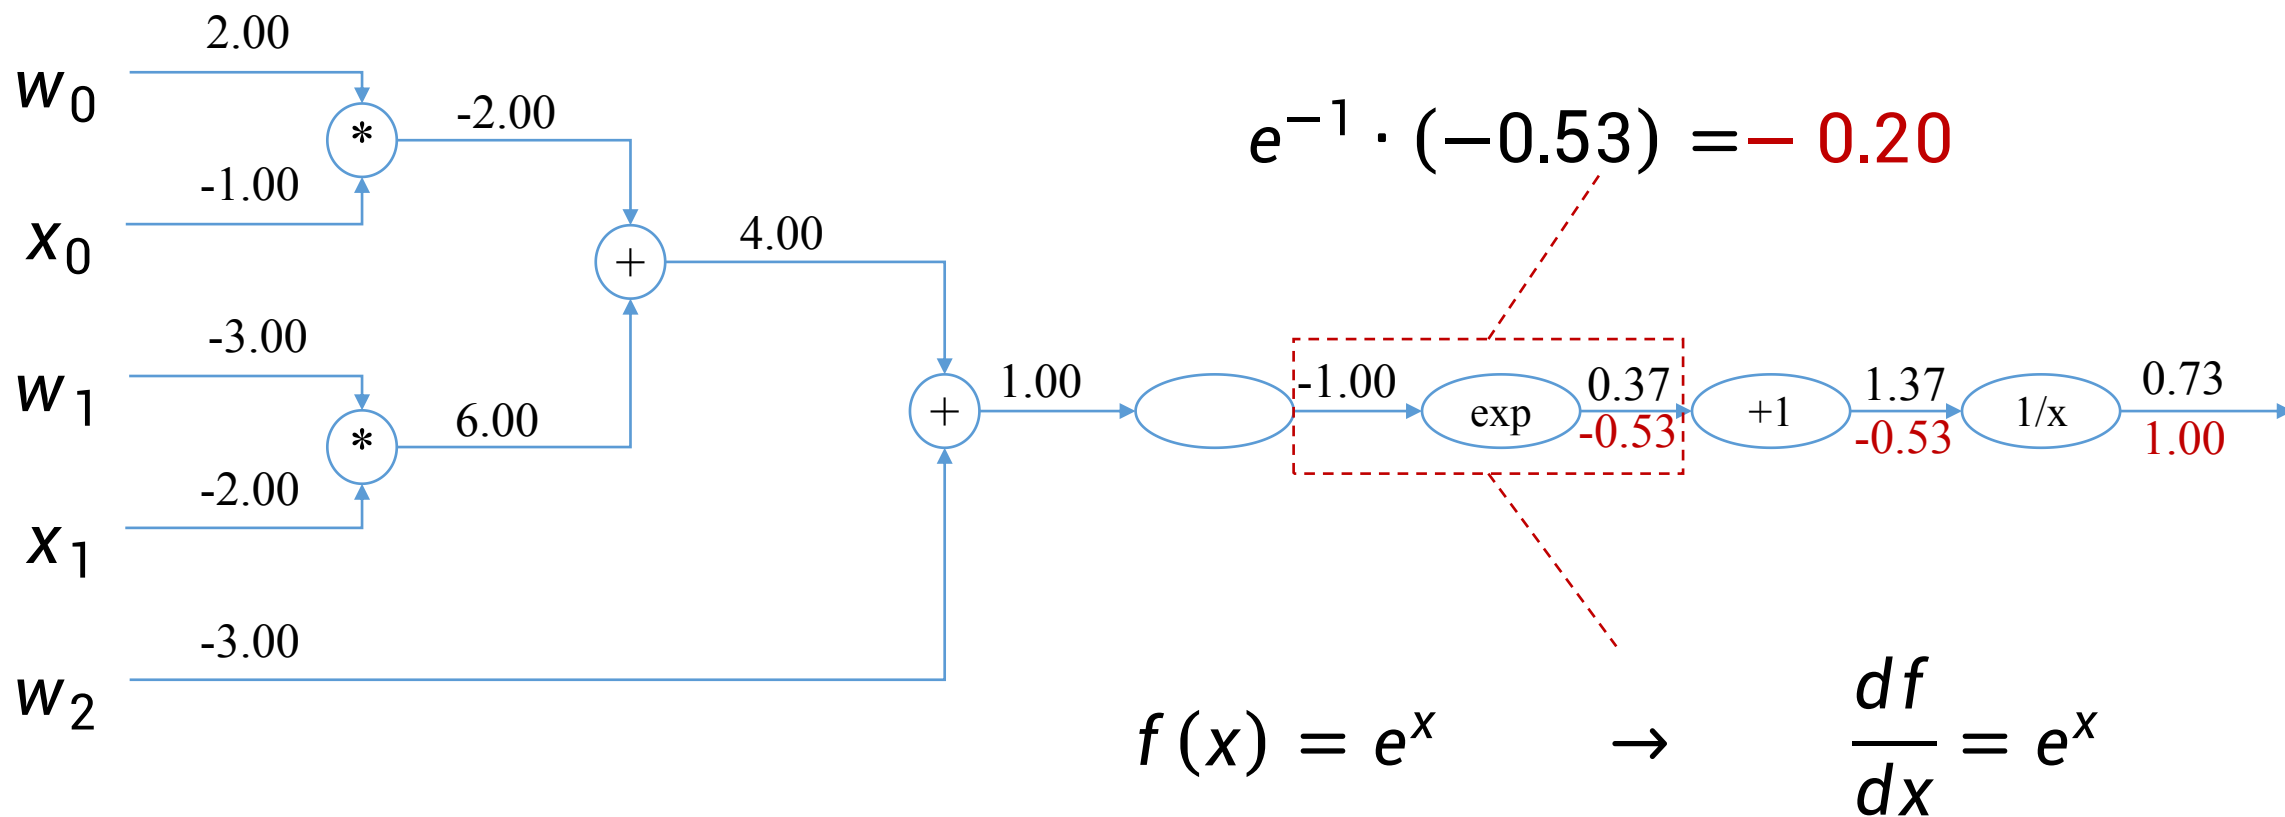 2.00
w₀
*
-2.00
-1.00
x₀
e⁻¹ · (−0.53) = − 0.20
+
4.00
-3.00
w₁
*
6.00
-2.00
x₁
+
1.00
-1.00
exp
0.37
-0.53
+1
1.37
-0.53
1/x
0.73
1.00
-3.00
w₂
f(x) = eˣ → df/dx = eˣ